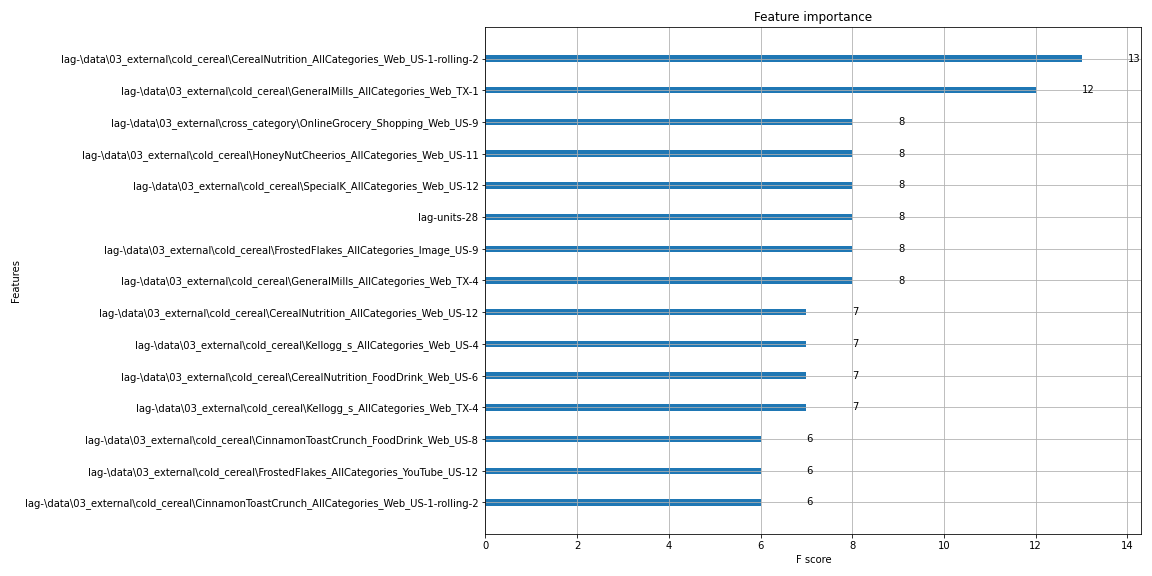 Feature importance
lag-\data\03_external\cold_cereal\CerealNutrition_AllCategories_Web_US-1-rolling-2 13
lag-\data\03_external\cold_cereal\GeneralMills_AllCategories_Web_TX-1 12
lag-\data\03_external\cross_category\OnlineGrocery_Shopping_Web_US-9 8
lag-\data\03_external\cold_cereal\HoneyNutCheerios_AllCategories_Web_US-11 8
lag-\data\03_external\cold_cereal\SpecialK_AllCategories_Web_US-12 8
lag-units-28 8
lag-\data\03_external\cold_cereal\FrostedFlakes_AllCategories_Image_US-9 8
lag-\data\03_external\cold_cereal\GeneralMills_AllCategories_Web_TX-4 8
lag-\data\03_external\cold_cereal\CerealNutrition_AllCategories_Web_US-12 7
lag-\data\03_external\cold_cereal\Kellogg_s_AllCategories_Web_US-4 7
lag-\data\03_external\cold_cereal\CerealNutrition_FoodDrink_Web_US-6 7
lag-\data\03_external\cold_cereal\Kellogg_s_AllCategories_Web_TX-4 7
lag-\data\03_external\cold_cereal\CinnamonToastCrunch_FoodDrink_Web_US-8 6
lag-\data\03_external\cold_cereal\FrostedFlakes_AllCategories_YouTube_US-12 6
lag-\data\03_external\cold_cereal\CinnamonToastCrunch_AllCategories_Web_US-1-rolling-2 6
Features
0 2 4 6 8 10 12 14
F score